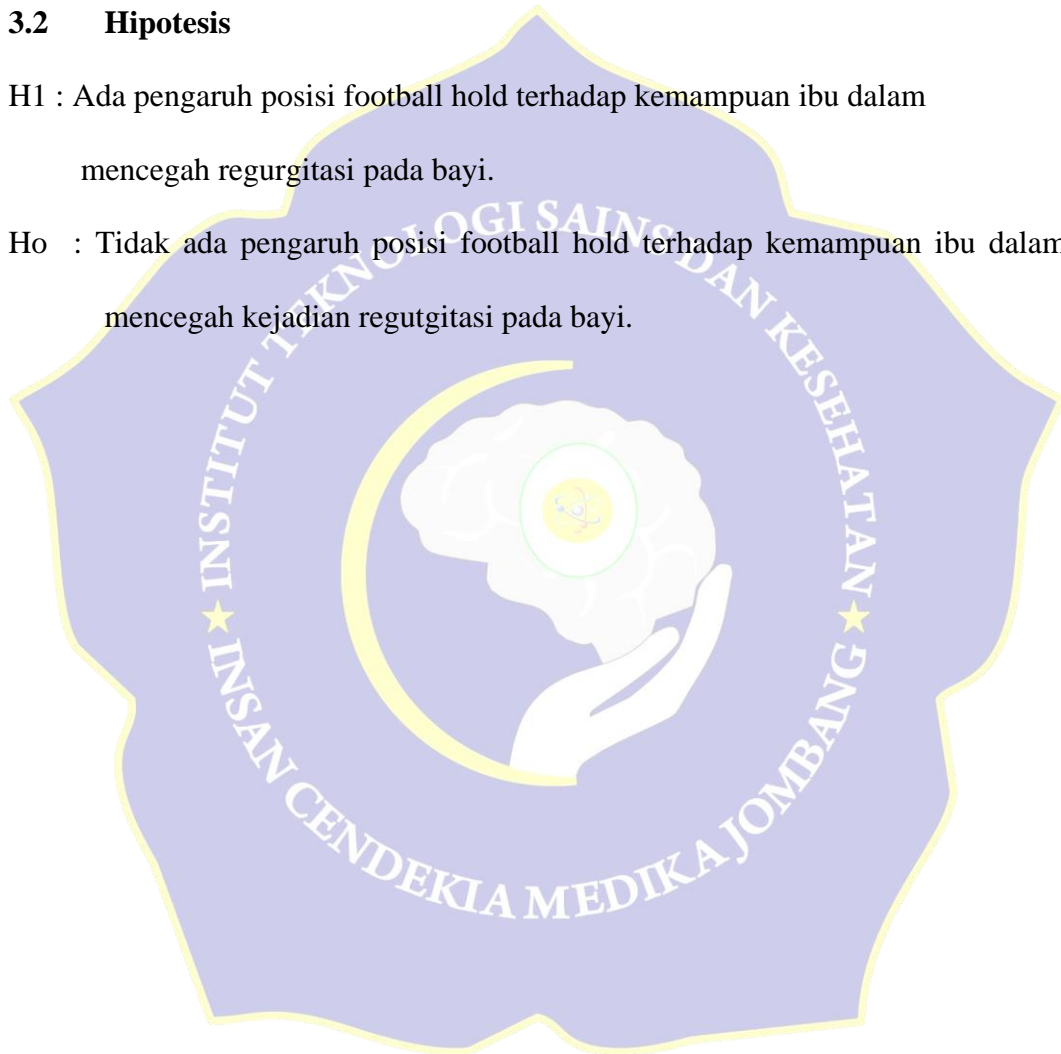 3.2 Hipotesis
H1 : Ada pengaruh posisi football hold terhadap kemampuan ibu dalam
mencegah regurgitasi pada bayi.
Ho : Tidak ada pengaruh posisi football hold terhadap kemampuan ibu dalam
mencegah kejadian regutgitasi pada bayi.
INSTITUT TEKNOLOGI SAINS DAN KESEHATAN
INSAN CENDEKIA MEDIKA JOMBANG